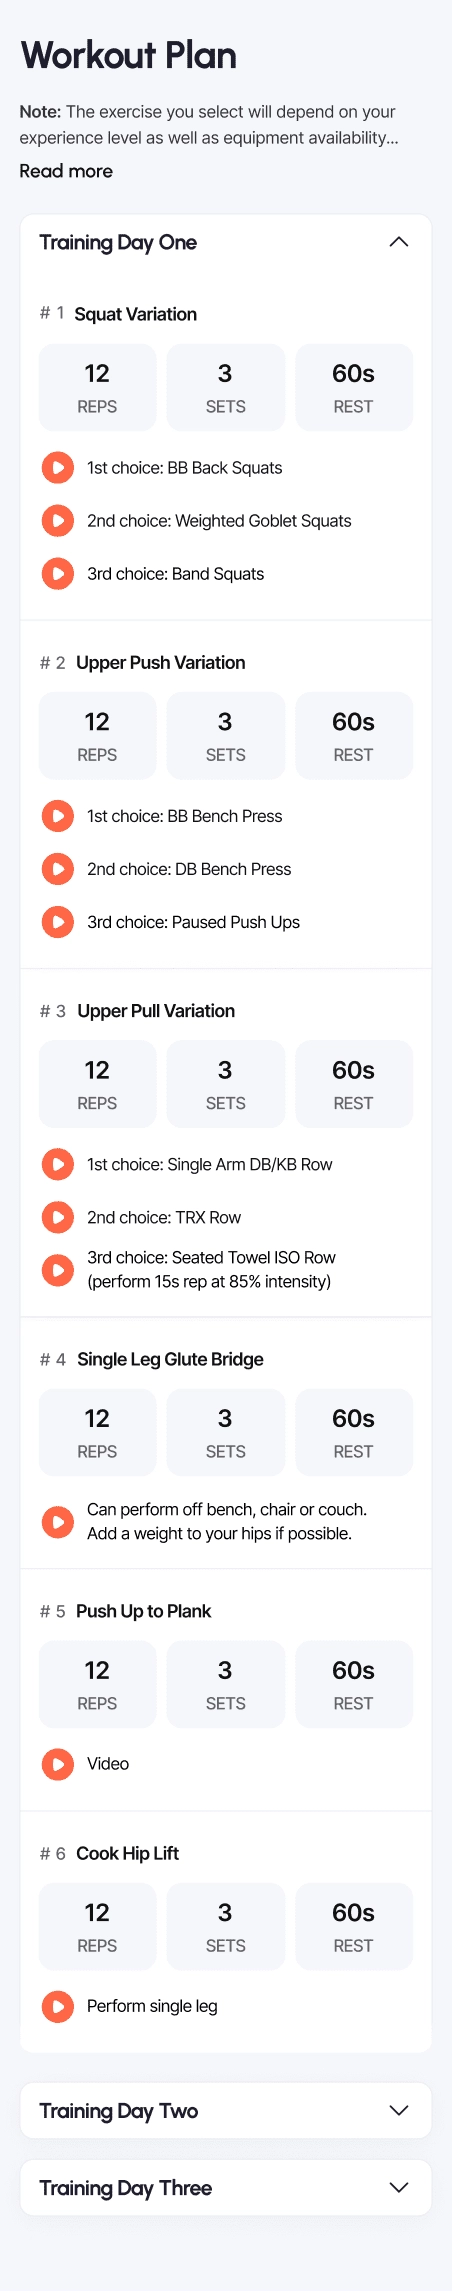 Workout Plan
Note: The exercise you select will depend on your
experience level as well as equipment availability...
Read more
Training Day One
# 1 Squat Variation
12 3 60s
REPS SETS REST
1st choice: BB Back Squats
2nd choice: Weighted Goblet Squats
3rd choice: Band Squats
# 2 Upper Push Variation
12 3 60s
REPS SETS REST
1st choice: BB Bench Press
2nd choice: DB Bench Press
3rd choice: Paused Push Ups
# 3 Upper Pull Variation
12 3 60s
REPS SETS REST
1st choice: Single Arm DB/KB Row
2nd choice: TRX Row
3rd choice: Seated Towel ISO Row
(perform 15s rep at 85% intensity)
# 4 Single Leg Glute Bridge
12 3 60s
REPS SETS REST
Can perform off bench, chair or couch.
Add a weight to your hips if possible.
# 5 Push Up to Plank
12 3 60s
REPS SETS REST
Video
# 6 Cook Hip Lift
12 3 60s
REPS SETS REST
Perform single leg
Training Day Two
Training Day Three